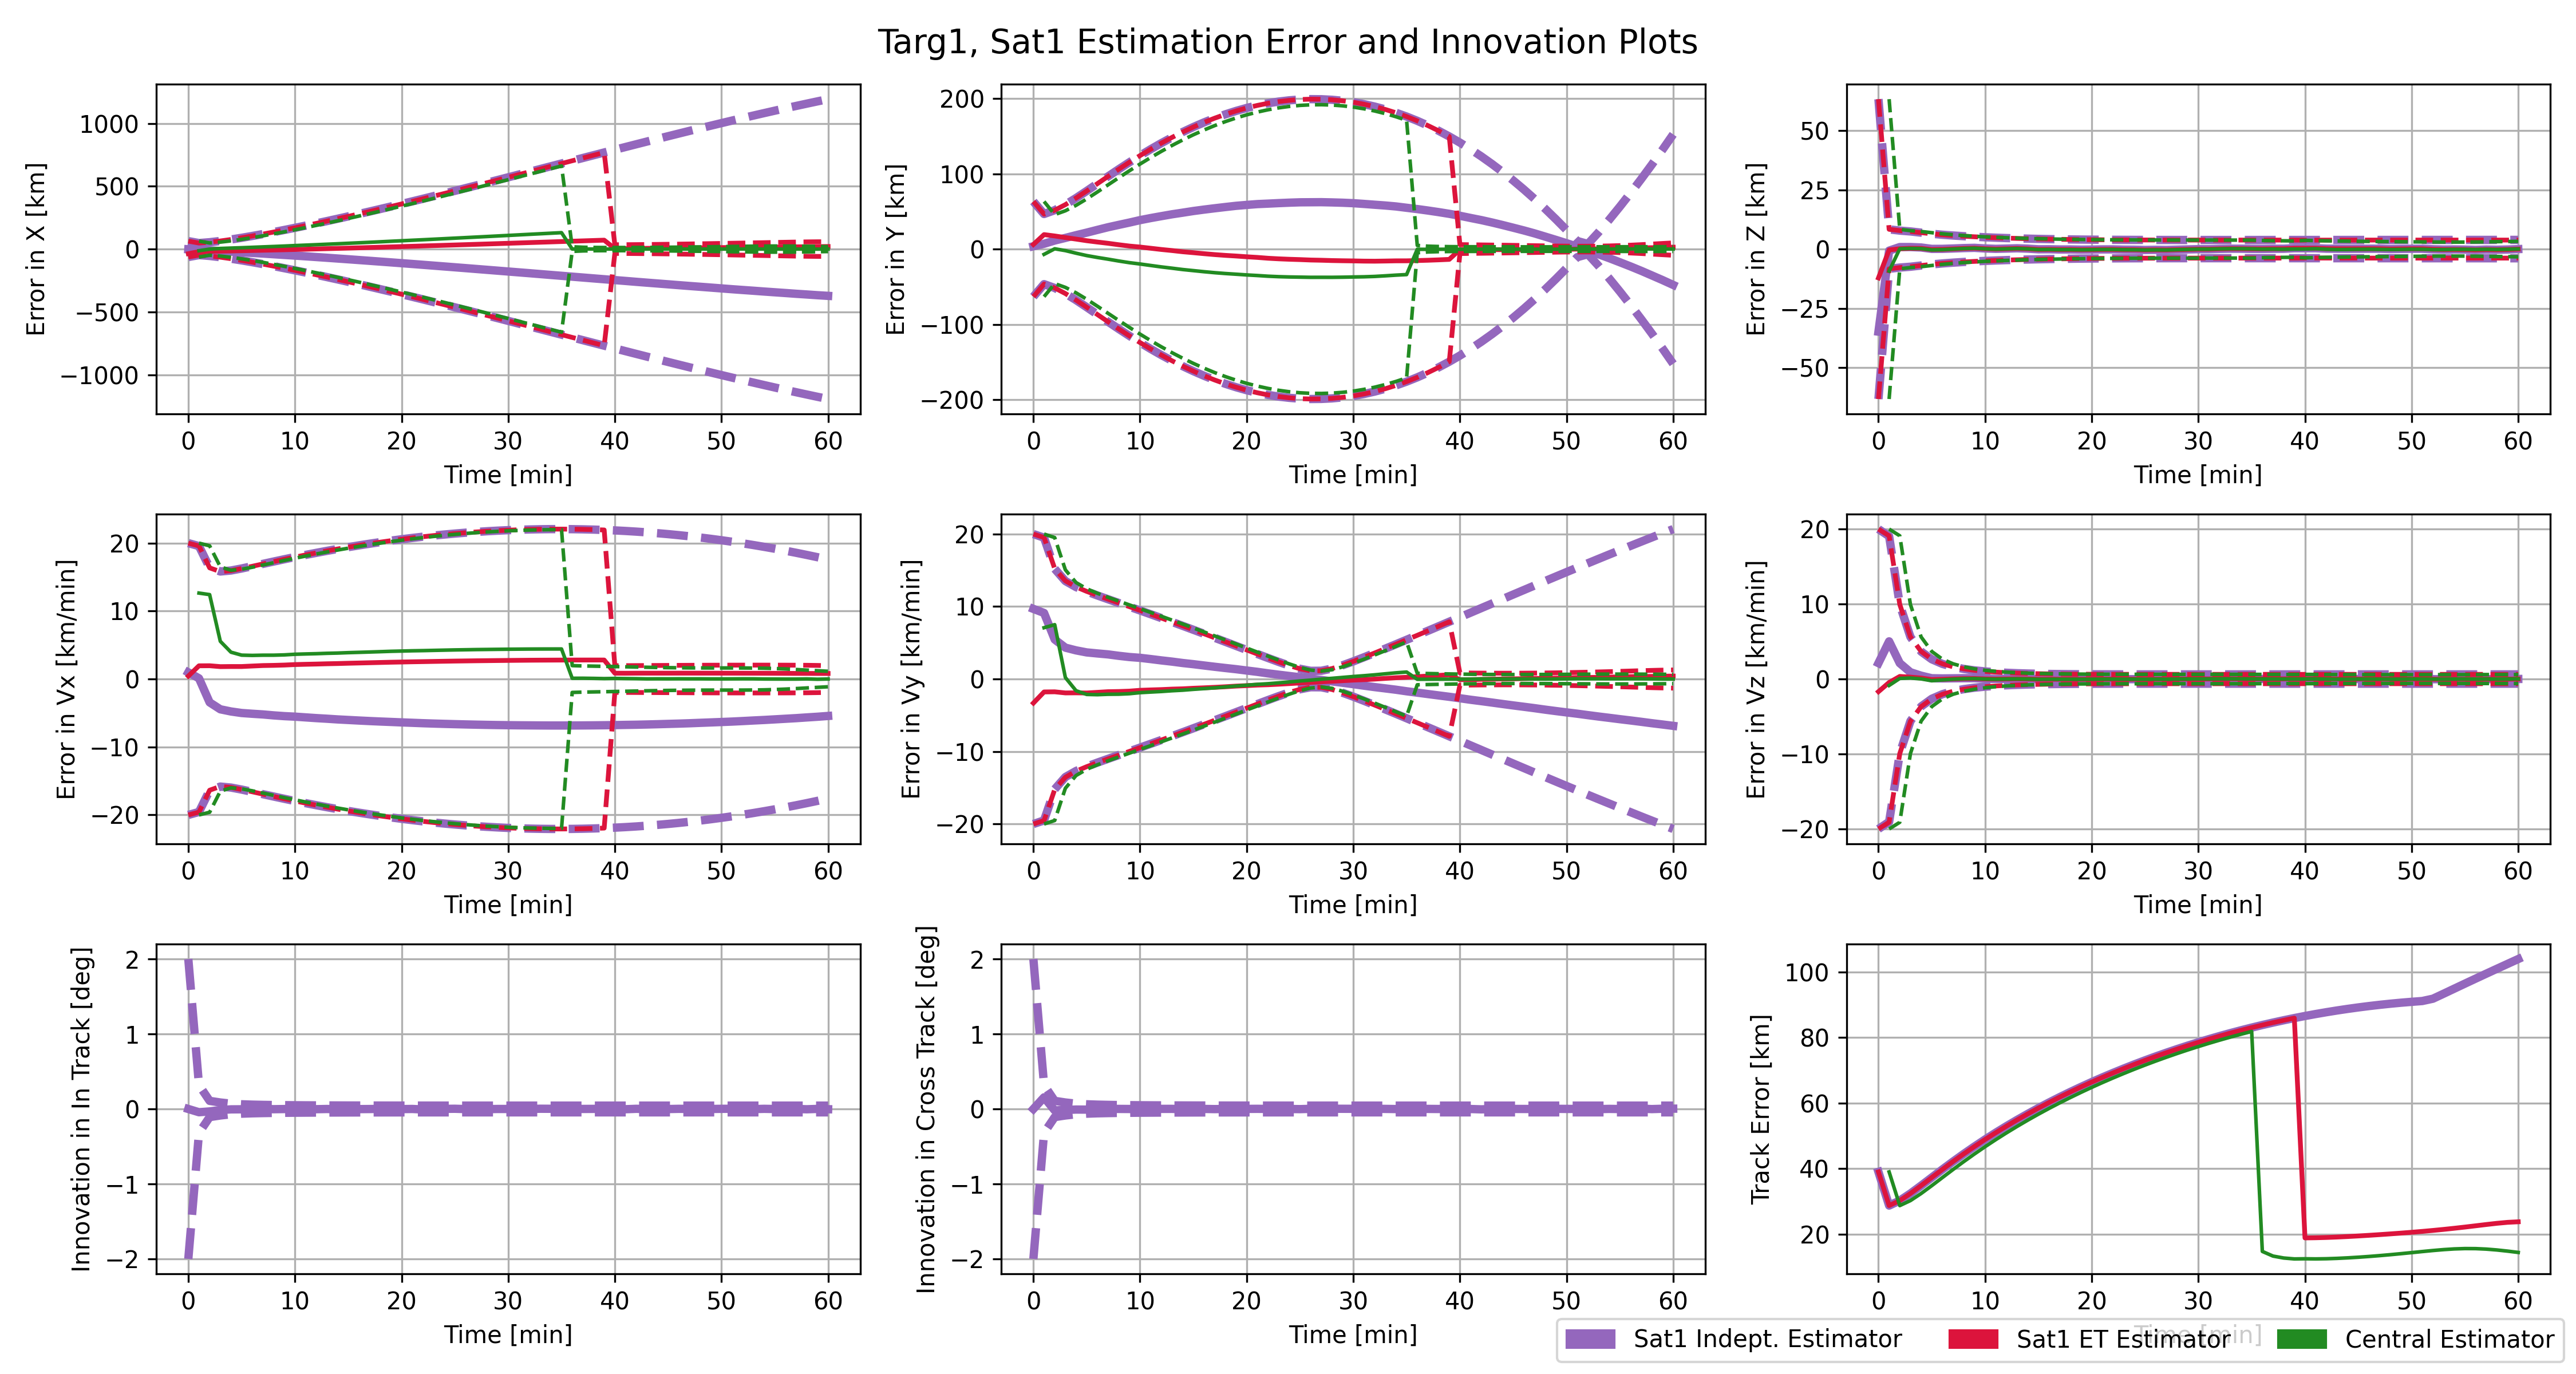 Targ1, Sat1 Estimation Error and Innovation Plots
Error in X [km]
1000
500
0
−500
−1000
0 10 20 30 40 50 60
Time [min]
Error in Y [km]
200
100
0
−100
−200
0 10 20 30 40 50 60
Time [min]
Error in Z [km]
50
25
0
−25
−50
0 10 20 30 40 50 60
Time [min]
Error in Vx [km/min]
20
10
0
−10
−20
0 10 20 30 40 50 60
Time [min]
Error in Vy [km/min]
20
10
0
−10
−20
0 10 20 30 40 50 60
Time [min]
Error in Vz [km/min]
20
10
0
−10
−20
0 10 20 30 40 50 60
Time [min]
Innovation in In Track [deg]
2
1
0
−1
−2
0 10 20 30 40 50 60
Time [min]
Innovation in Cross Track [deg]
2
1
0
−1
−2
0 10 20 30 40 50 60
Time [min]
Track Error [km]
100
80
60
40
20
0 10 20 30 40 50 60
Time [min]
Sat1 Indept. Estimator Sat1 ET Estimator Central Estimator